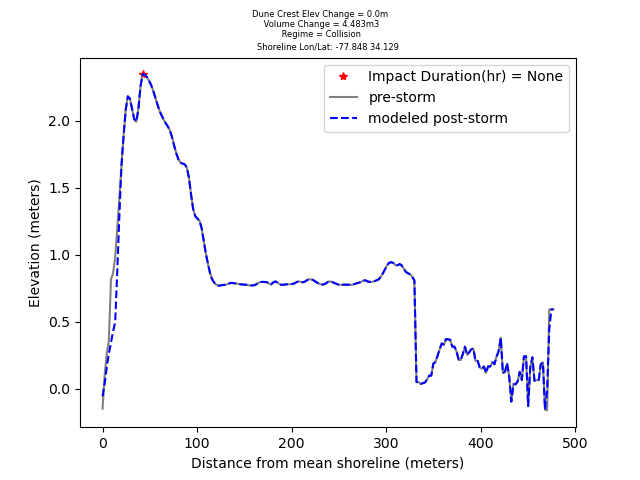 Dune Crest Elev Change = 0.0m
Volume Change = 4.483m3
Regime = Collision
Shoreline Lon/Lat: -77.848 34.129
Impact Duration(hr) = None
pre-storm
modeled post-storm
Elevation (meters)
2.0
1.5
1.0
0.5
0.0
0 100 200 300 400 500
Distance from mean shoreline (meters)